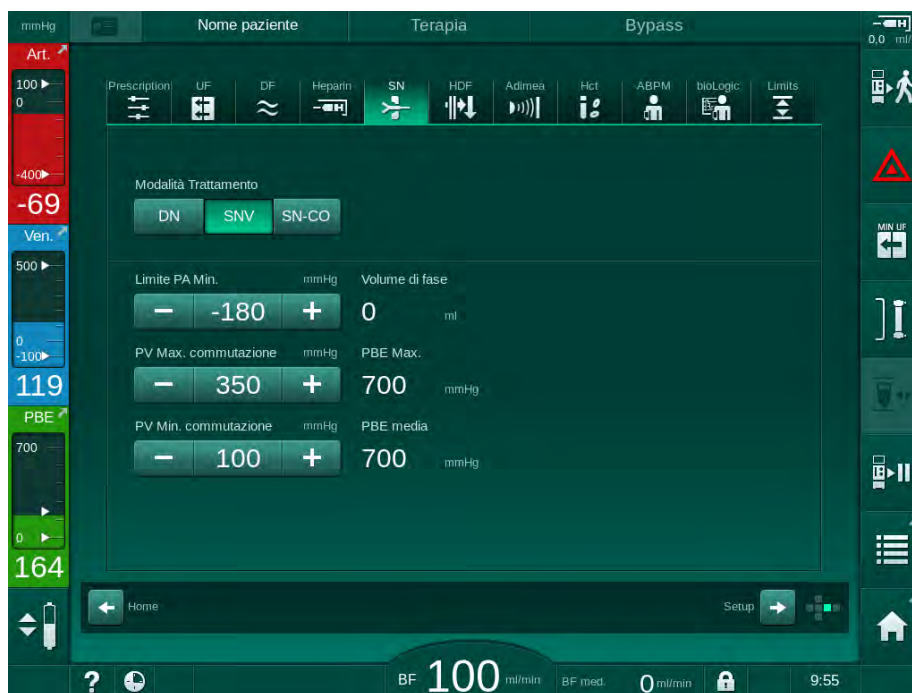 mmHg
Nome paziente
Terapia
Bypass
0,0 ml/
Art.
100
0
-400
-69
Ven.
500
0
-100
119
PBE
700
0
164
Prescription
UF
DF
Heparin
SN
HDF
Adimea
Hct
ABPM
bioLogic
Limits
Modalità Trattamento
DN SNV SN-CO
Limite PA Min. mmHg Volume di fase
- -180 + 0 ml
PV Max. commutazione mmHg PBE Max.
- 350 + 700 mmHg
PV Min. commutazione mmHg PBE media
- 100 + 700 mmHg
MIN UF
Home
Setup
? BF 100 ml/min BF med. 0 ml/min 9:55